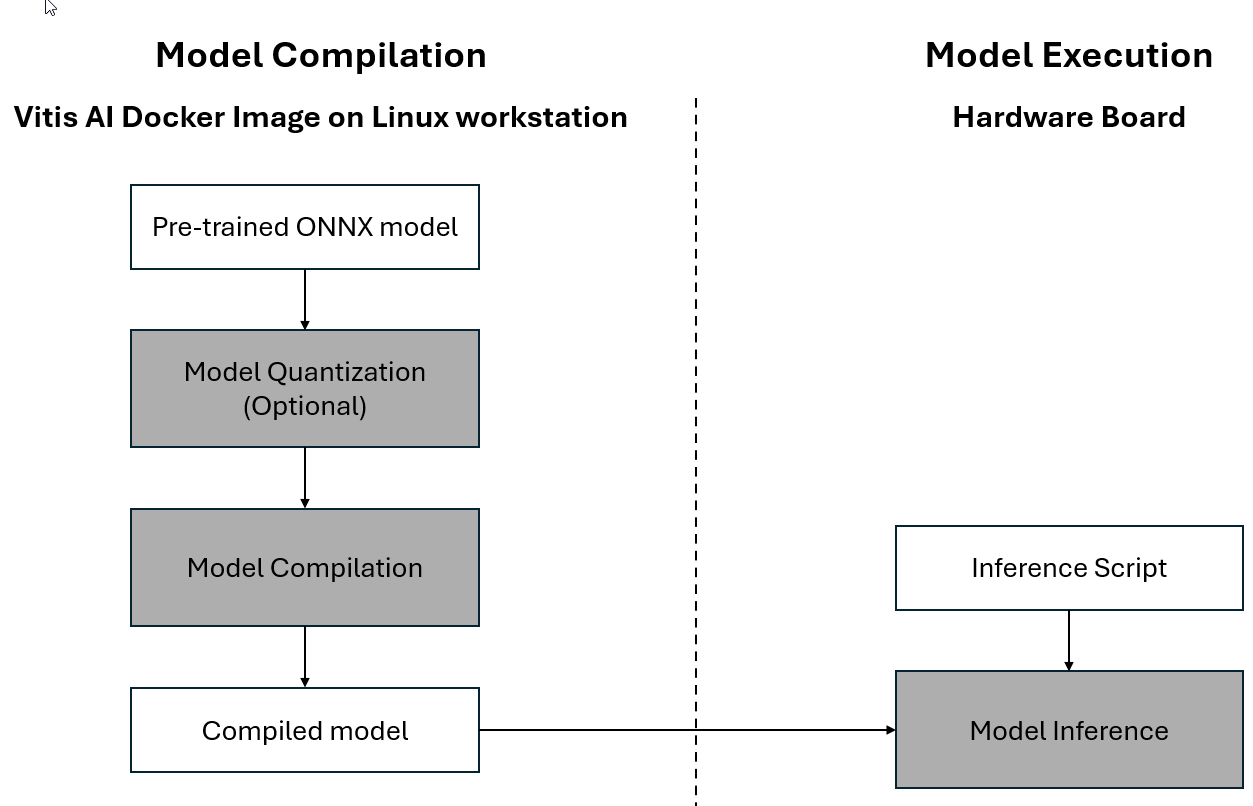 Model Compilation
Vitis AI Docker Image on Linux workstation
Pre-trained ONNX model
Model Quantization
(Optional)
Model Compilation
Compiled model
Model Execution
Hardware Board
Inference Script
Model Inference